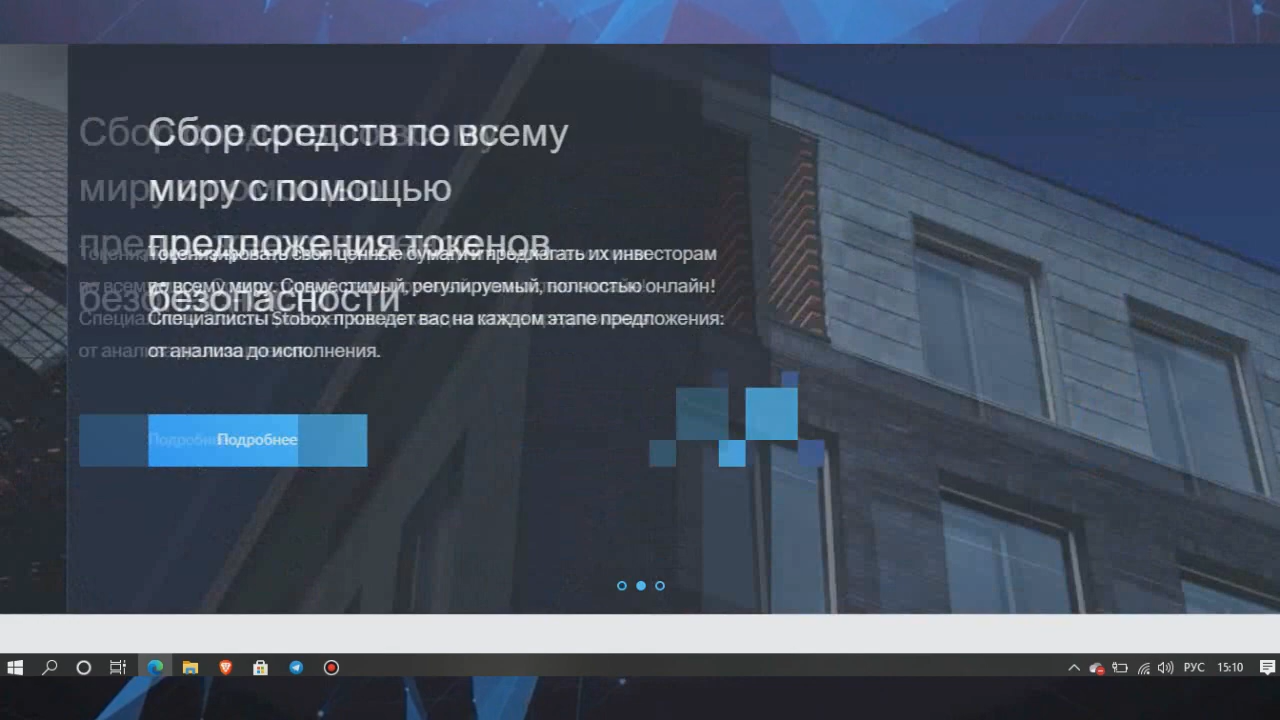 Сбор средств по всему
миру с помощью
предложения токенов
безопасности
Токенизировать свои ценные бумаги и предлагать их инвесторам
по всему миру. Совместимый, регулируемый, полностью онлайн!
Специалисты Stobox проведет вас на каждом этапе предложения:
от анализа до исполнения.
Подробнее
РУС
15:10